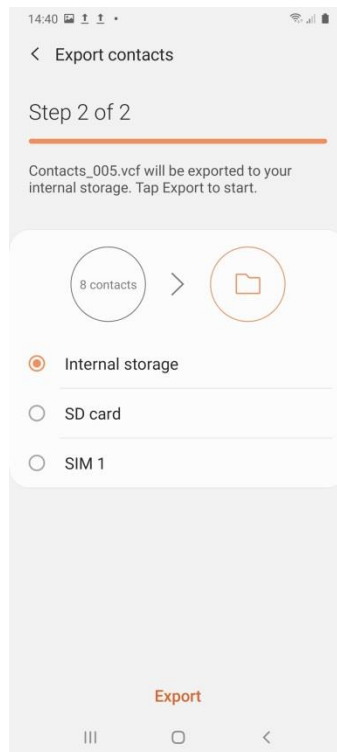 14:40
Export contacts
Step 2 of 2
Contacts_005.vcf will be exported to your
internal storage. Tap Export to start.
8 contacts
Internal storage
SD card
SIM 1
Export